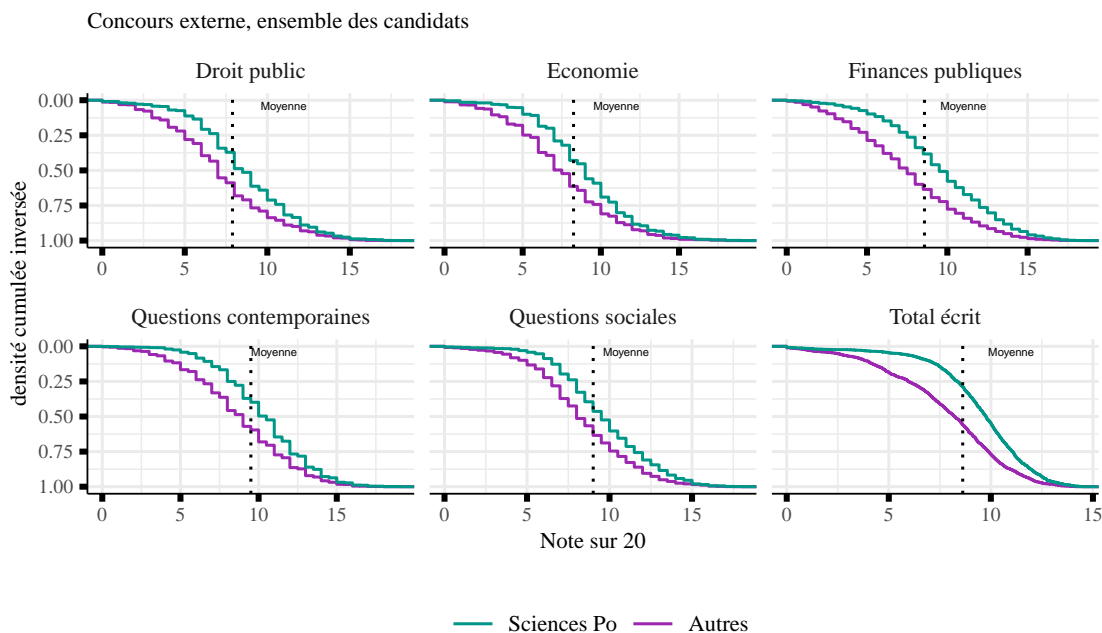 Concours externe, ensemble des candidats
Droit public
Economie
Finances publiques
0.00
0.25
0.50
0.75
1.00
Moyenne
Moyenne
Moyenne
0 5 10 15
0 5 10 15
0 5 10 15
densité cumulée inversée
Questions contemporaines
Questions sociales
Total écrit
0.00
0.25
0.50
0.75
1.00
Moyenne
Moyenne
Moyenne
0 5 10 15
0 5 10 15
0 5 10 15
Note sur 20
Sciences Po Autres